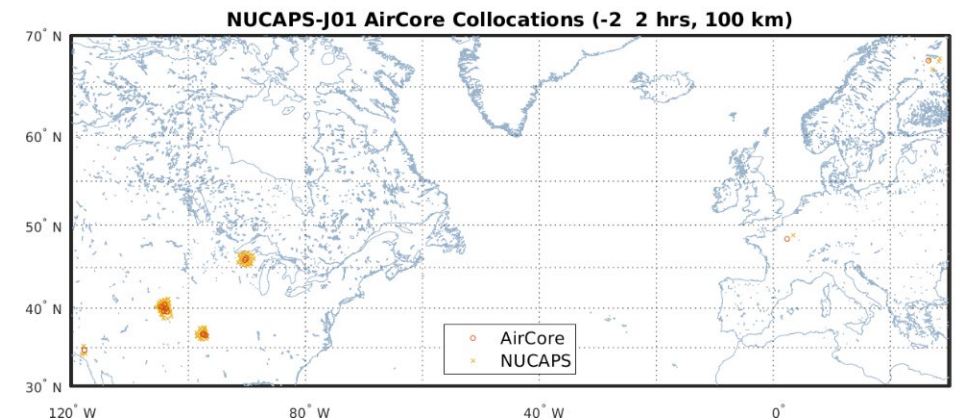 NUCAPS-J01 AirCore Collocations (-2 2 hrs, 100 km)
70° N
60° N
50° N
40° N
30° N
AirCore
NUCAPS
120° W 80° W 40° W 0°